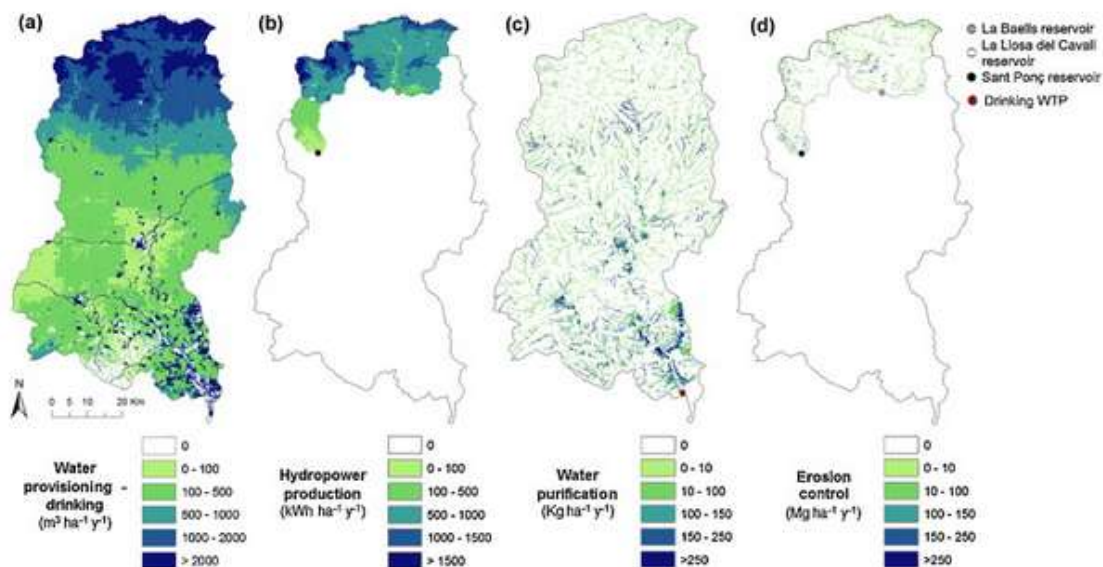 (a)
(b)
(c)
(d)
La Baells reservoir
La Llosa del Cavall
reservoir
Sant Ponç reservoir
Drinking WTP
N
0 5 10 20 Km
Water
provisioning -
drinking
(m³ ha⁻¹ y⁻¹)
0
0 - 100
100 - 500
500 - 1000
1000 - 2000
> 2000
Hydropower
production
(kWh ha⁻¹ y⁻¹)
0
0 - 100
100 - 500
500 - 1000
1000 - 1500
> 1500
Water
purification
(Kg ha⁻¹ y⁻¹)
0
0 - 10
10 - 100
100 - 150
150 - 250
>250
Erosion
control
(Mg ha⁻¹ y⁻¹)
0
0 - 10
10 - 100
100 - 150
150 - 250
>250